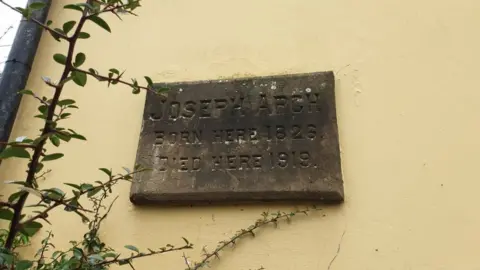 JOSEPH ARCH
BORN HERE 1826
DIED HERE 1919.